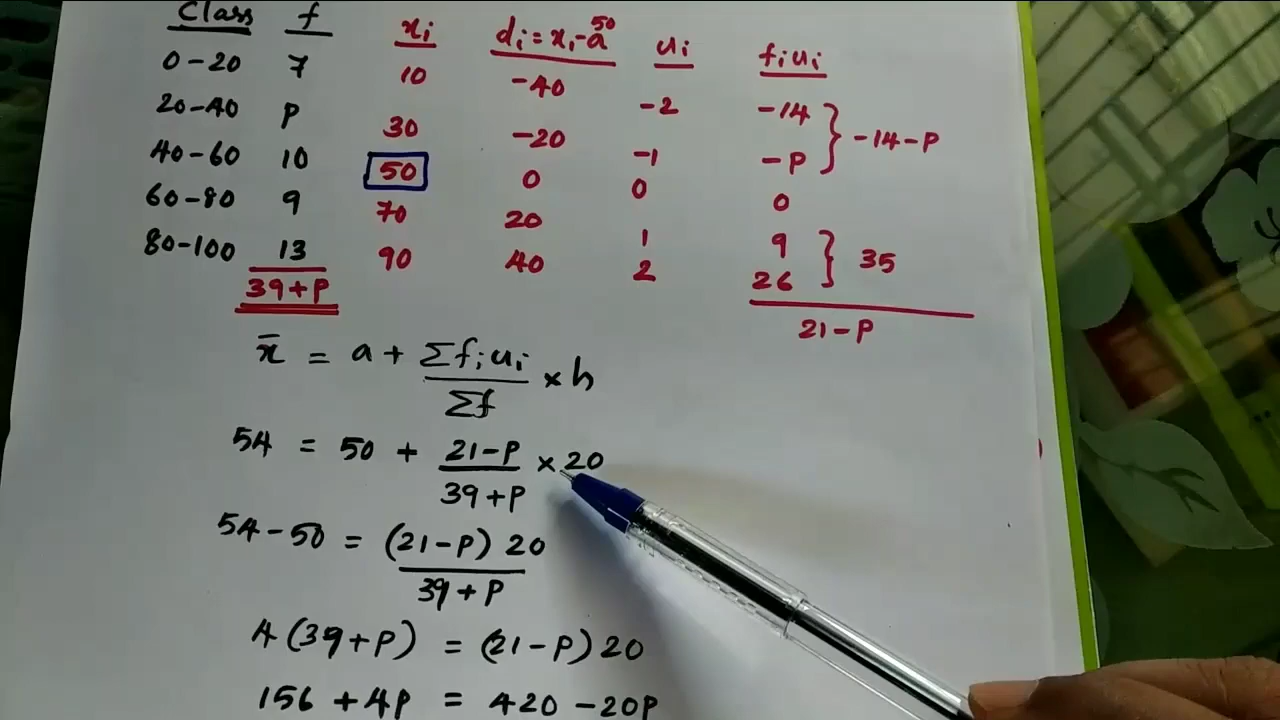 Class f xi di = xi - a 50 ui fiui
0-20 7 10 -40 -2 -14
20-40 P 30 -20 -1 -P } -14-P
40-60 10 50 0 0 0
60-80 9 70 20 1 9
80-100 13 90 40 2 26 } 35
39+P 21-P
x̄ = a + Σfiui / Σf × h
54 = 50 + 21-P / 39+P × 20
54-50 = (21-P) 20 / 39+P
4(39+P) = (21-P)20
156 + 4P = 420 - 20P